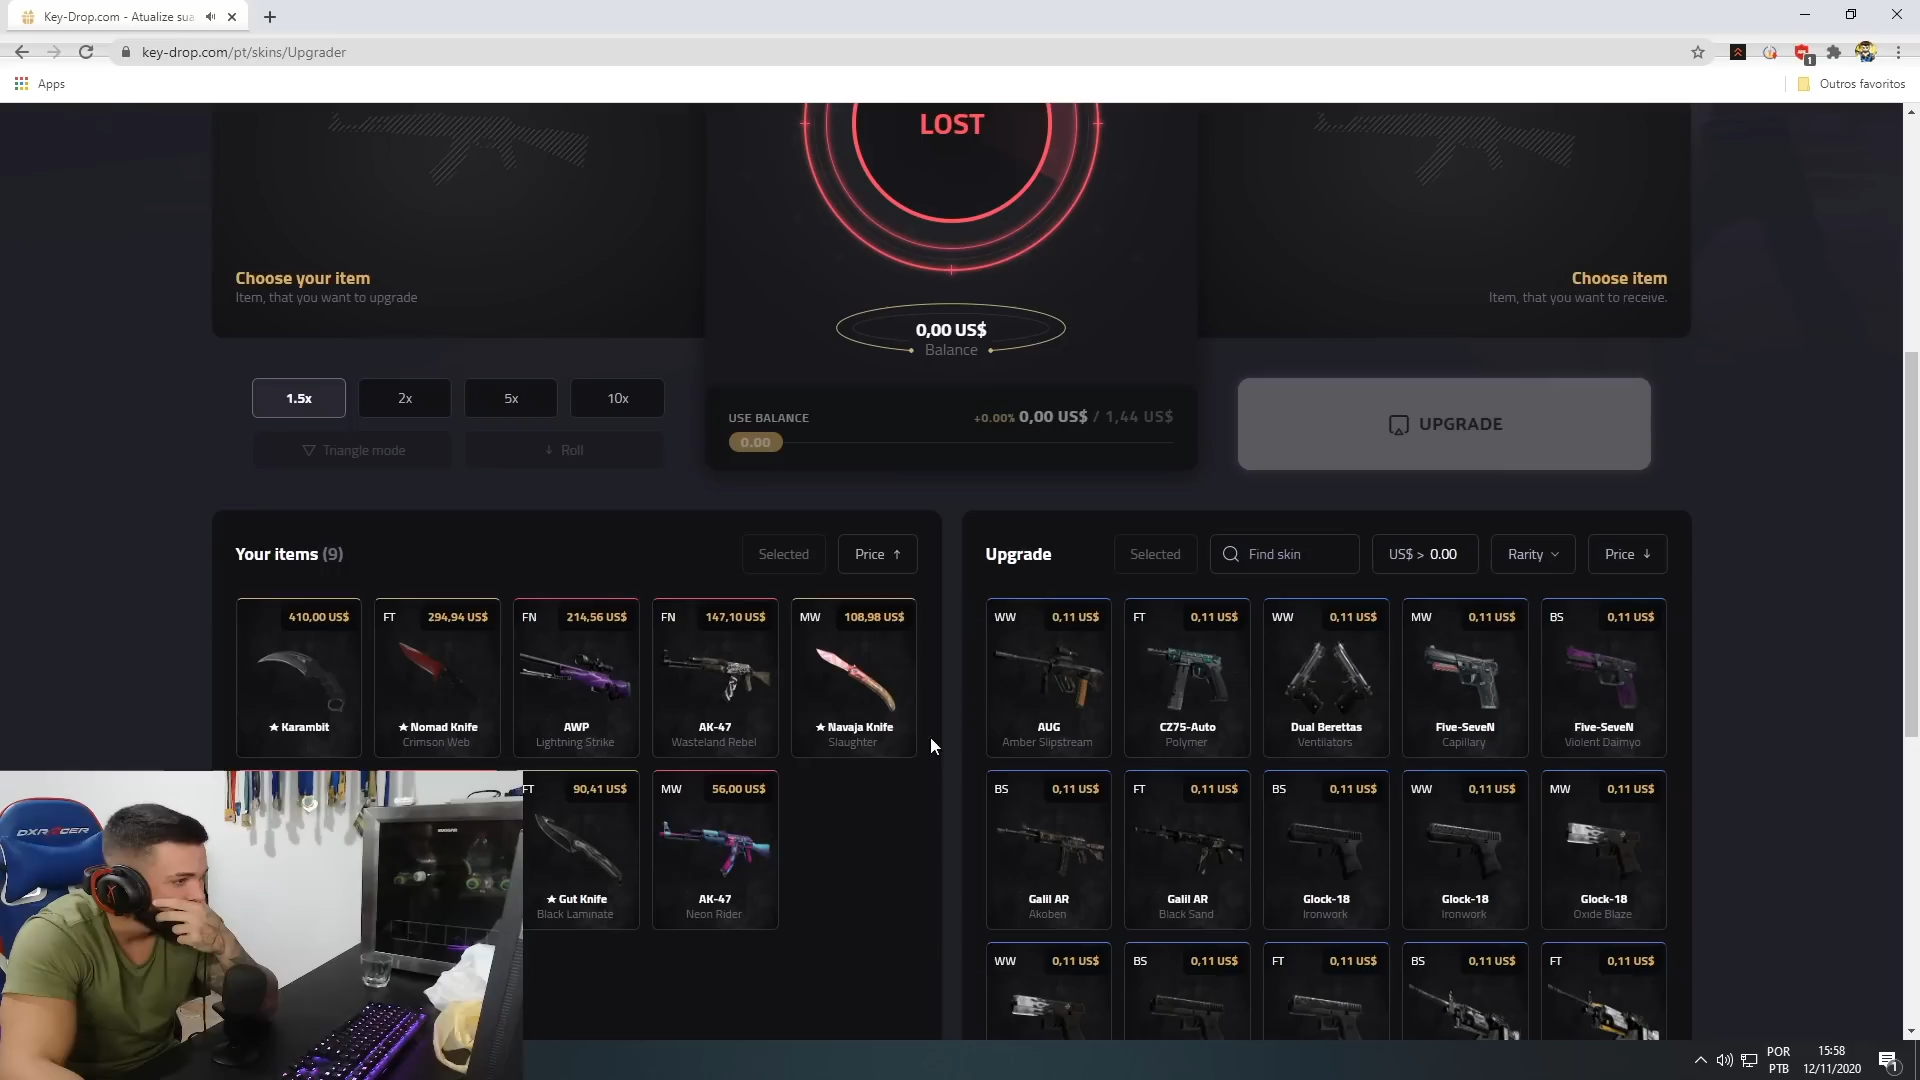 Key-Drop.com - Atualize sua
key-drop.com/pt/skins/Upgrader
1
Apps
Outros favoritos
LOST
Choose your item
Item, that you want to upgrade
Choose item
Item, that you want to receive.
0,00 US$
Balance
1.5x
2x
5x
10x
Triangle mode
Roll
USE BALANCE
+0.00% 0,00 US$ / 1,44 US$
0.00
UPGRADE
Your items (9)
Selected
Price
Upgrade
Selected
Find skin
US$ > 0.00
Rarity
Price
410,00 US$
★ Karambit
FT 294,94 US$
★ Nomad Knife
Crimson Web
FN 214,56 US$
AWP
Lightning Strike
FN 147,10 US$
AK-47
Wasteland Rebel
MW 108,98 US$
★ Navaja Knife
Slaughter
FT 90,41 US$
★ Gut Knife
Black Laminate
MW 56,00 US$
AK-47
Neon Rider
WW 0,11 US$
AUG
Amber Slipstream
FT 0,11 US$
CZ75-Auto
Polymer
WW 0,11 US$
Dual Berettas
Ventilators
MW 0,11 US$
Five-SeveN
Capillary
BS 0,11 US$
Five-SeveN
Violent Daimyo
BS 0,11 US$
Galil AR
Akoben
FT 0,11 US$
Galil AR
Black Sand
BS 0,11 US$
Glock-18
Ironwork
WW 0,11 US$
Glock-18
Ironwork
MW 0,11 US$
Glock-18
Oxide Blaze
WW 0,11 US$
BS 0,11 US$
FT 0,11 US$
BS 0,11 US$
FT 0,11 US$
DXRACER
POR
PTB
15:58
12/11/2020
1